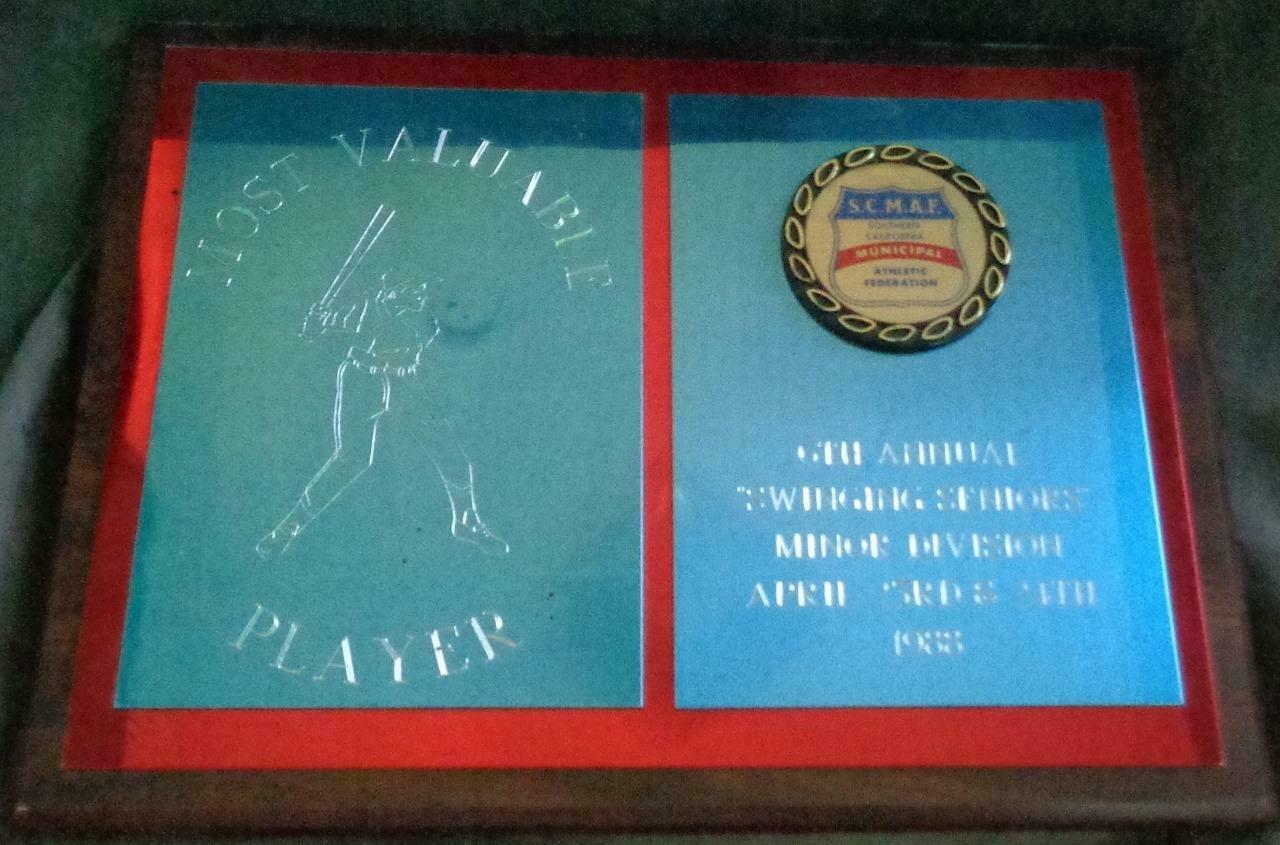 MOST VALUABLE
PLAYER
S.C.M.A.F.
SOUTHERN
CALIFORNIA
MUNICIPAL
ATHLETIC
FEDERATION
6TH ANNUAL
"SWINGING SENIORS"
MINOR DIVISION
APRIL 23RD & 24TH
1988